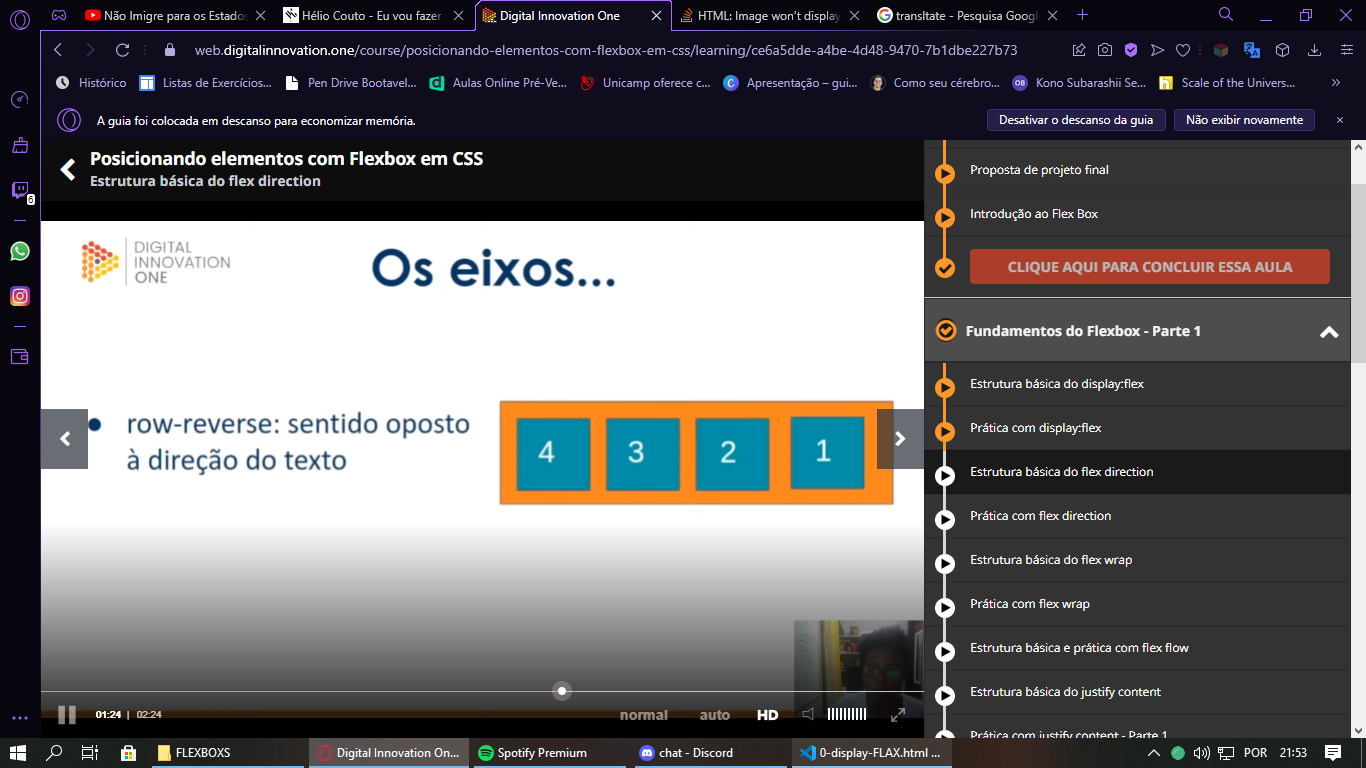 Não Imigre para os Estados
Hélio Couto - Eu vou fazer
Digital Innovation One
HTML: Image won't display
transltate - Pesquisa Googl
web.digitalinnovation.one/course/posicionando-elementos-com-flexbox-em-css/learning/ce6a5dde-a4be-4d48-9470-7b1dbe227b73
Histórico
Listas de Exercícios...
Pen Drive Bootavel...
Aulas Online Pré-Ve...
Unicamp oferece c...
Apresentação – gui...
Como seu cérebro...
OB
Kono Subarashii Se...
Scale of the Univers...
A guia foi colocada em descanso para economizar memória.
Desativar o descanso da guia
Não exibir novamente
6
Posicionando elementos com Flexbox em CSS
Estrutura básica do flex direction
DIGITAL
INNOVATION
ONE
Os eixos...
• row-reverse: sentido oposto
à direção do texto
4 3 2 1
01:24 | 02:24
normal auto HD
Proposta de projeto final
Introdução ao Flex Box
CLIQUE AQUI PARA CONCLUIR ESSA AULA
Fundamentos do Flexbox - Parte 1
Estrutura básica do display:flex
Prática com display:flex
Estrutura básica do flex direction
Prática com flex direction
Estrutura básica do flex wrap
Prática com flex wrap
Estrutura básica e prática com flex flow
Estrutura básica do justify content
Prática com justify content - Parte 1
FLEXBOXS
Digital Innovation On...
Spotify Premium
chat - Discord
0-display-FLAX.html ...
POR
21:53